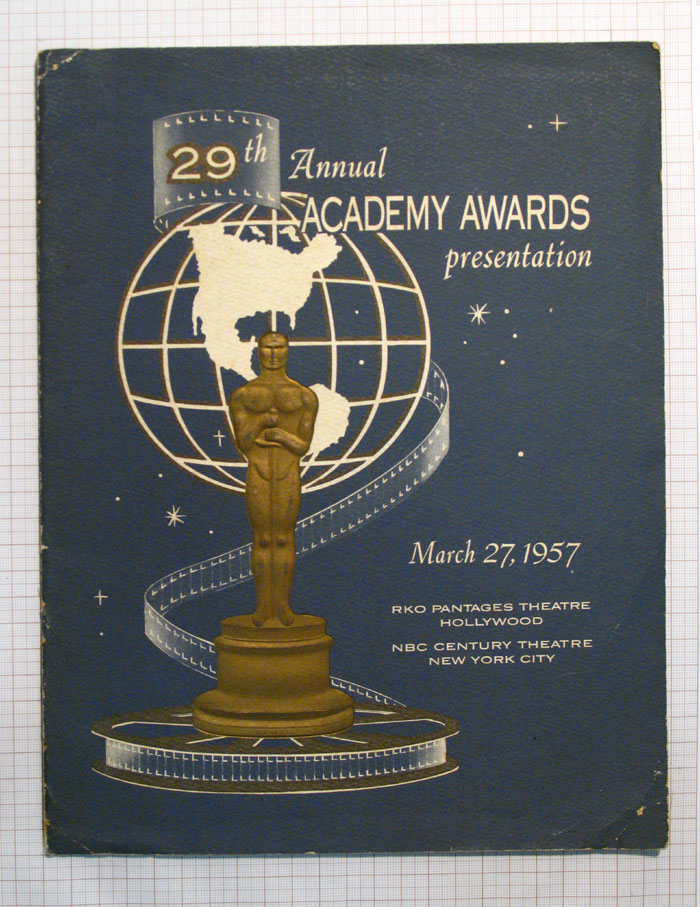 29th Annual
ACADEMY AWARDS
presentation
March 27, 1957
RKO PANTAGES THEATRE
HOLLYWOOD
NBC CENTURY THEATRE
NEW YORK CITY